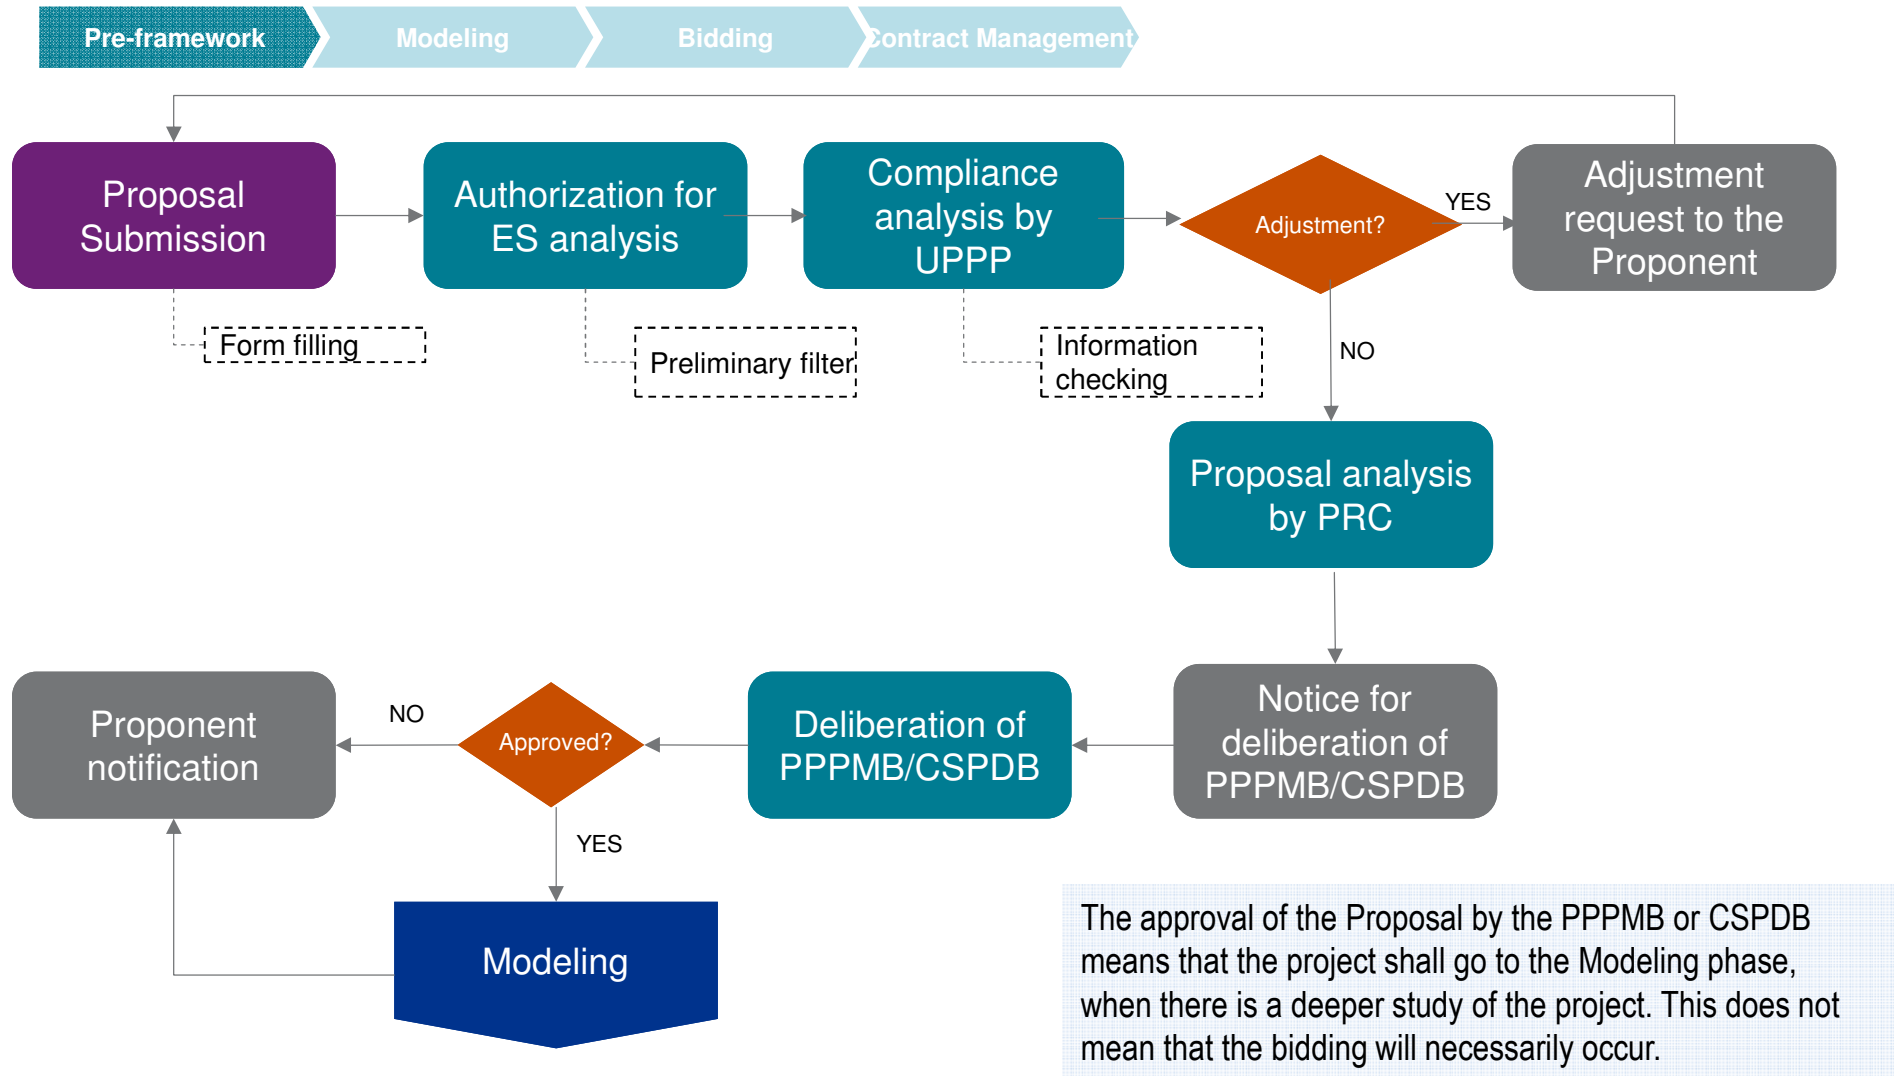 Pre-framework
Modeling
Bidding
Contract Management
Proposal
Submission
Authorization for
ES analysis
Compliance
analysis by
UPPP
Adjustment?
YES
Adjustment
request to the
Proponent
Form filling
Preliminary filter
Information
checking
NO
Proposal analysis
by PRC
Proponent
notification
NO
Approved?
Deliberation of
PPPMB/CSPDB
Notice for
deliberation of
PPPMB/CSPDB
YES
Modeling
The approval of the Proposal by the PPPMB or CSPDB
means that the project shall go to the Modeling phase,
when there is a deeper study of the project. This does not
mean that the bidding will necessarily occur.